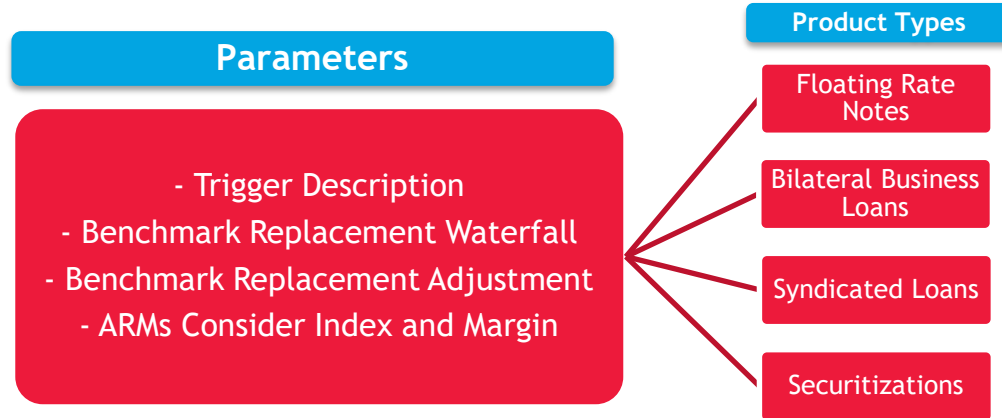 Parameters
- Trigger Description
- Benchmark Replacement Waterfall
- Benchmark Replacement Adjustment
- ARMs Consider Index and Margin
Product Types
Floating Rate
Notes
Bilateral Business
Loans
Syndicated Loans
Securitizations